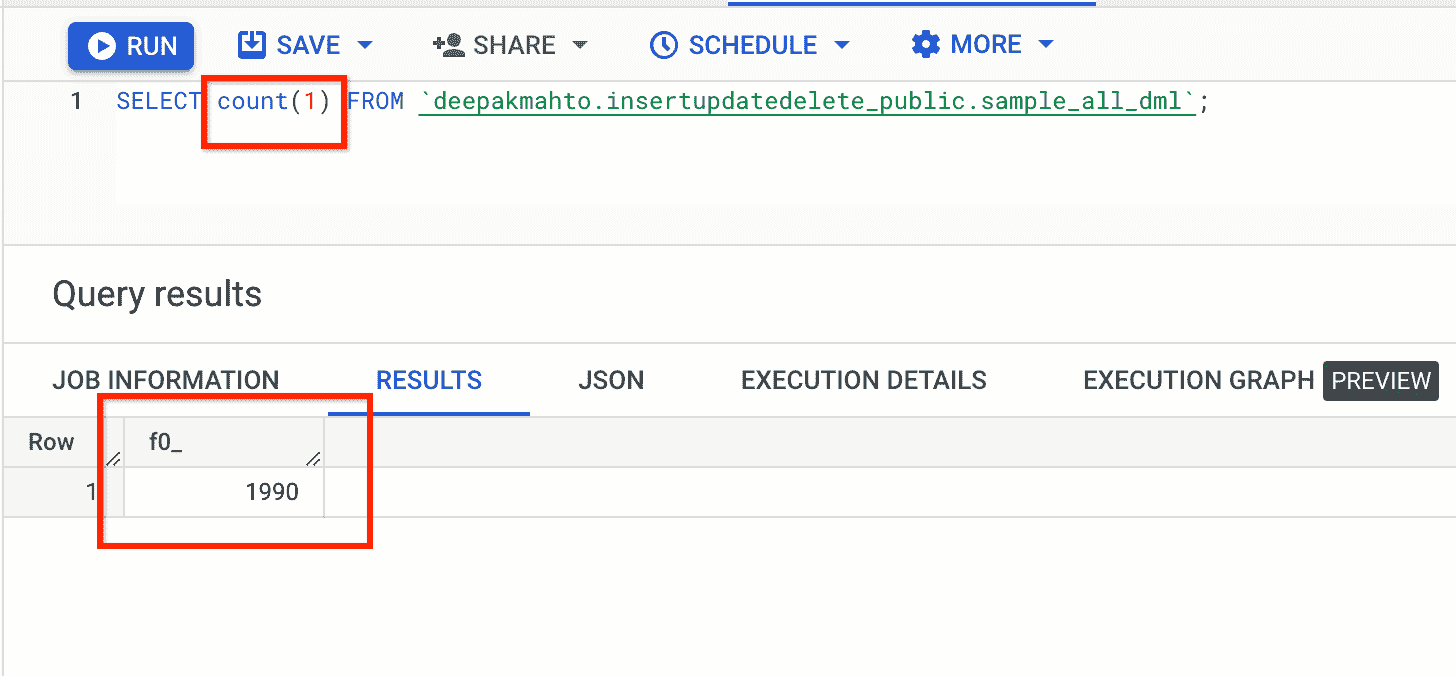 RUN SAVE SHARE SCHEDULE MORE
1 SELECT count(1) FROM `deepakmahto.insertupdatedelete_public.sample_all_dml`;
Query results
JOB INFORMATION RESULTS JSON EXECUTION DETAILS EXECUTION GRAPH PREVIEW
Row f0_
1 1990